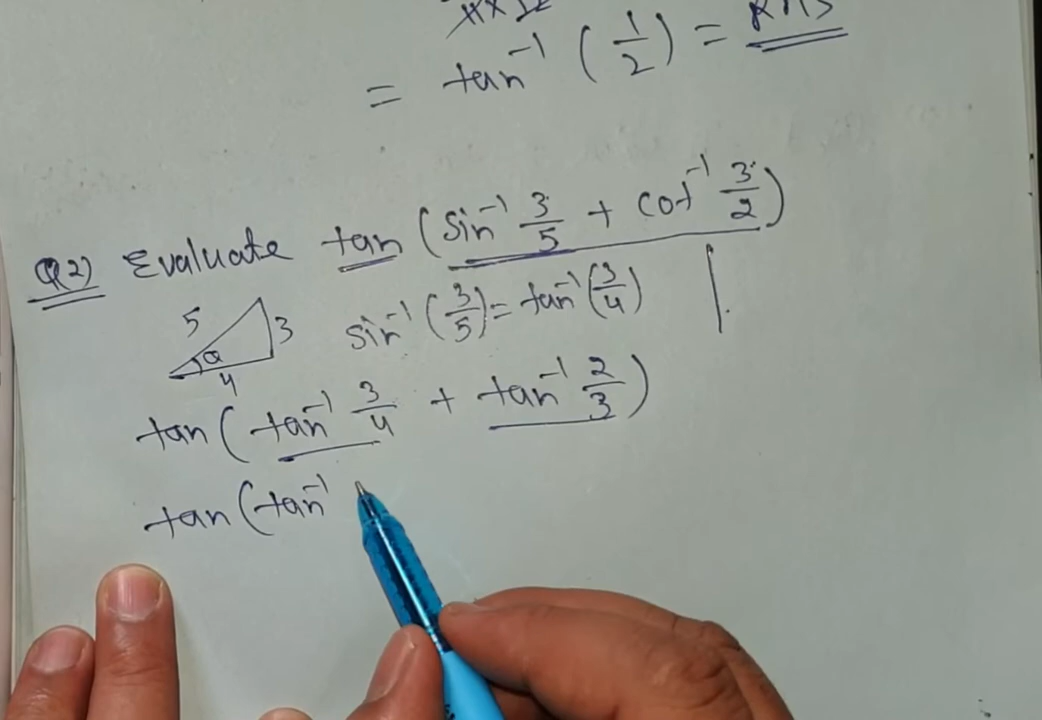 = tan⁻¹ (1/2) =
Q2) Evaluate tan (sin⁻¹ 3/5 + cot⁻¹ 3/2)
5 3 a 4
sin⁻¹ (3/5) = tan⁻¹ (3/4)
tan ( tan⁻¹ 3/4 + tan⁻¹ 2/3 )
tan ( tan⁻¹